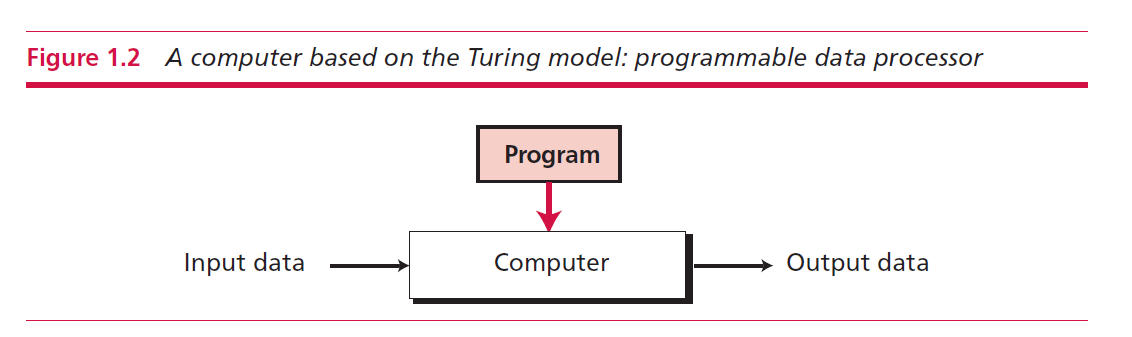 Figure 1.2 A computer based on the Turing model: programmable data processor
Program
Input data
Computer
Output data